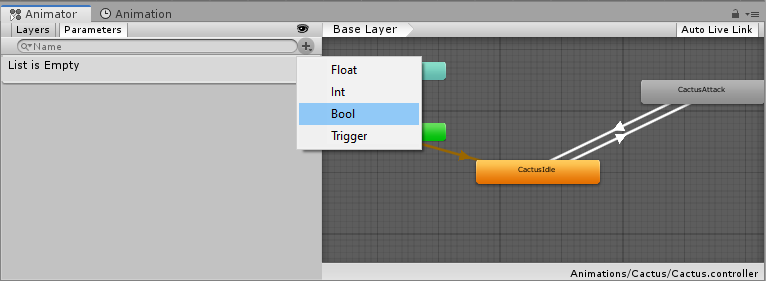 Animator
Animation
Layers
Parameters
Name
Base Layer
Auto Live Link
List is Empty
Float
Int
Bool
Trigger
CactusAttack
CactusIdle
Animations/Cactus/Cactus.controller